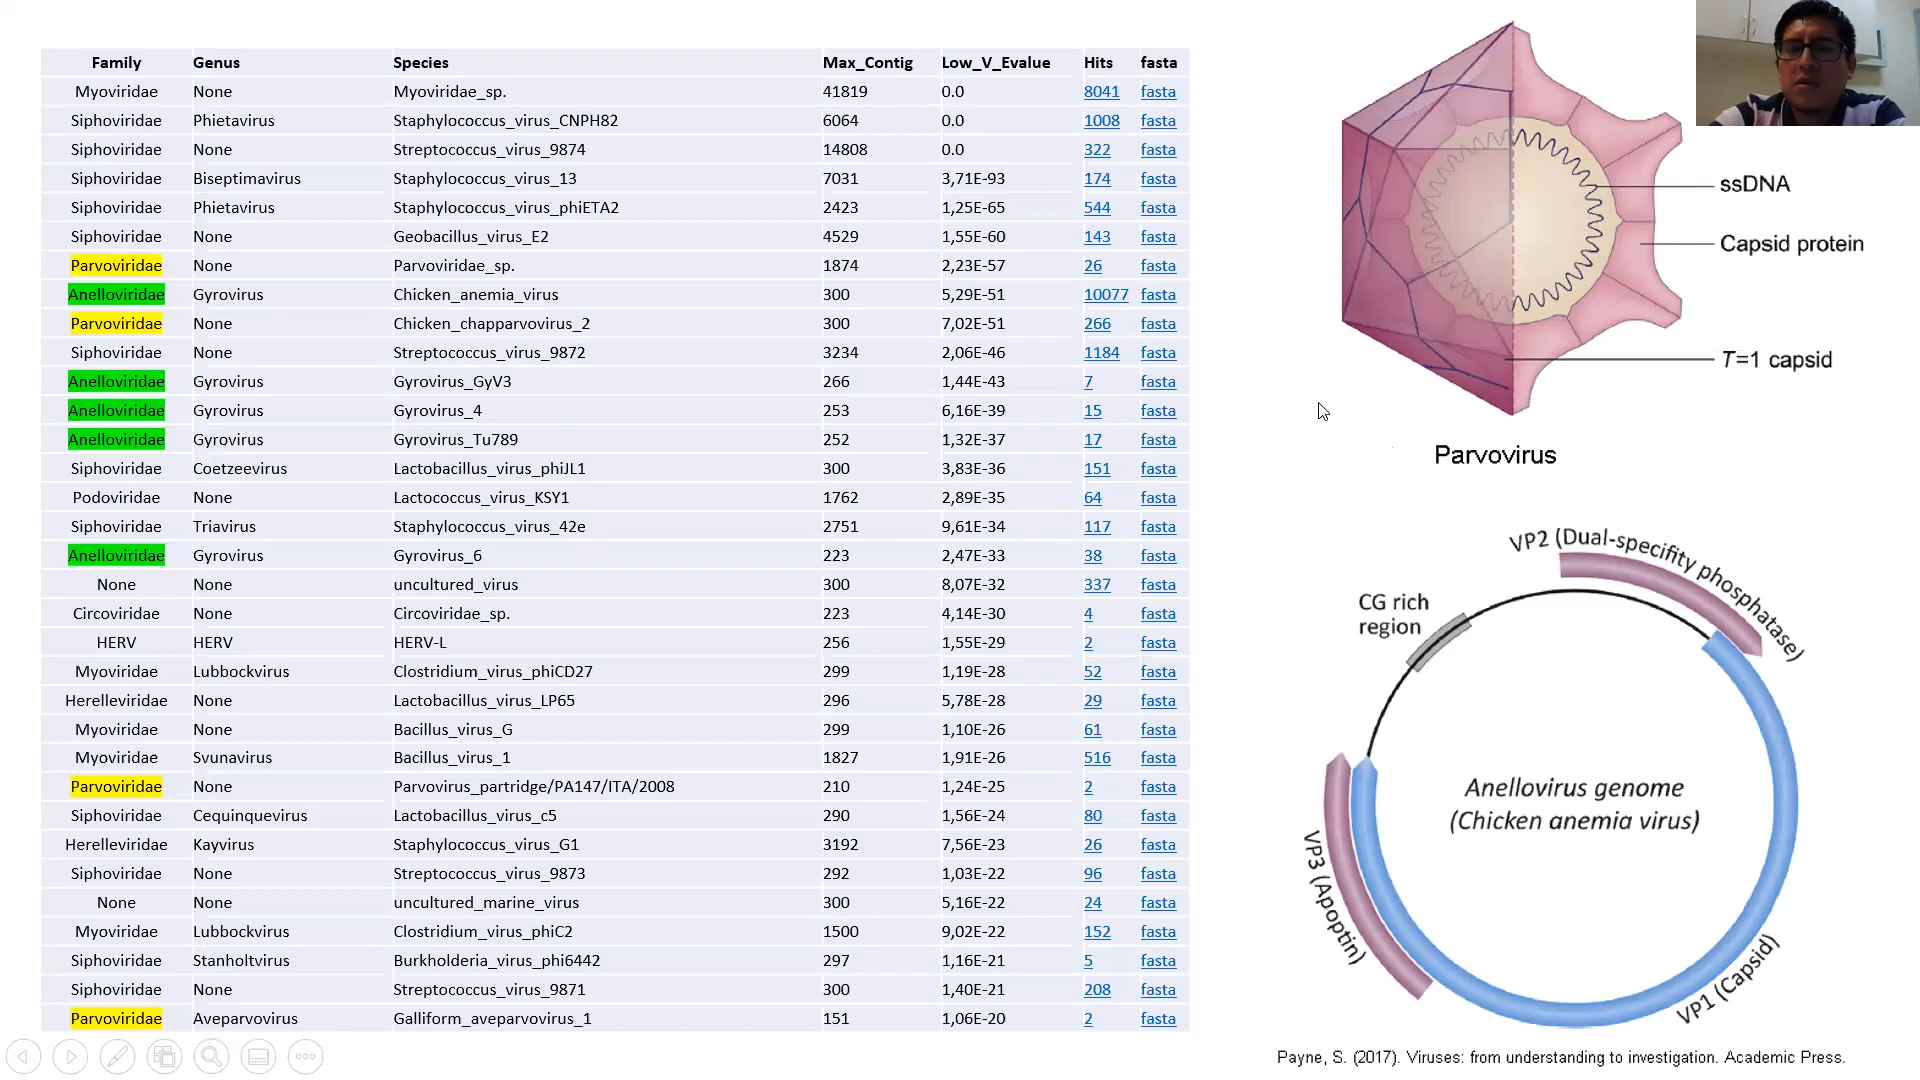 Family Genus Species Max_Contig Low_V_Evalue Hits fasta
Myoviridae None Myoviridae_sp. 41819 0.0 8041 fasta
Siphoviridae Phietavirus Staphylococcus_virus_CNPH82 6064 0.0 1008 fasta
Siphoviridae None Streptococcus_virus_9874 14808 0.0 322 fasta
Siphoviridae Biseptimavirus Staphylococcus_virus_13 7031 3,71E-93 174 fasta
Siphoviridae Phietavirus Staphylococcus_virus_phiETA2 2423 1,25E-65 544 fasta
Siphoviridae None Geobacillus_virus_E2 4529 1,55E-60 143 fasta
Parvoviridae None Parvoviridae_sp. 1874 2,23E-57 26 fasta
Anelloviridae Gyrovirus Chicken_anemia_virus 300 5,29E-51 10077 fasta
Parvoviridae None Chicken_chapparvovirus_2 300 7,02E-51 266 fasta
Siphoviridae None Streptococcus_virus_9872 3234 2,06E-46 1184 fasta
Anelloviridae Gyrovirus Gyrovirus_GyV3 266 1,44E-43 7 fasta
Anelloviridae Gyrovirus Gyrovirus_4 253 6,16E-39 15 fasta
Anelloviridae Gyrovirus Gyrovirus_Tu789 252 1,32E-37 17 fasta
Siphoviridae Coetzeevirus Lactobacillus_virus_phiJL1 300 3,83E-36 151 fasta
Podoviridae None Lactococcus_virus_KSY1 1762 2,89E-35 64 fasta
Siphoviridae Triavirus Staphylococcus_virus_42e 2751 9,61E-34 117 fasta
Anelloviridae Gyrovirus Gyrovirus_6 223 2,47E-33 38 fasta
None None uncultured_virus 300 8,07E-32 337 fasta
Circoviridae None Circoviridae_sp. 223 4,14E-30 4 fasta
HERV HERV HERV-L 256 1,55E-29 2 fasta
Myoviridae Lubbockvirus Clostridium_virus_phiCD27 299 1,19E-28 52 fasta
Herelleviridae None Lactobacillus_virus_LP65 296 5,78E-28 29 fasta
Myoviridae None Bacillus_virus_G 299 1,10E-26 61 fasta
Myoviridae Svunavirus Bacillus_virus_1 1827 1,91E-26 516 fasta
Parvoviridae None Parvovirus_partridge/PA147/ITA/2008 210 1,24E-25 2 fasta
Siphoviridae Cequinquevirus Lactobacillus_virus_c5 290 1,56E-24 80 fasta
Herelleviridae Kayvirus Staphylococcus_virus_G1 3192 7,56E-23 26 fasta
Siphoviridae None Streptococcus_virus_9873 292 1,03E-22 96 fasta
None None uncultured_marine_virus 300 5,16E-22 24 fasta
Myoviridae Lubbockvirus Clostridium_virus_phiC2 1500 9,02E-22 152 fasta
Siphoviridae Stanholtvirus Burkholderia_virus_phi6442 297 1,16E-21 5 fasta
Siphoviridae None Streptococcus_virus_9871 300 1,40E-21 208 fasta
Parvoviridae Aveparvovirus Galliform_aveparvovirus_1 151 1,06E-20 2 fasta
ssDNA
Capsid protein
T=1 capsid
Parvovirus
VP2 (Dual-specifity phosphatase)
CG rich
region
Anellovirus genome
(Chicken anemia virus)
VP3 (Apoptin)
VP1 (Capsid)
Payne, S. (2017). Viruses: from understanding to investigation. Academic Press.